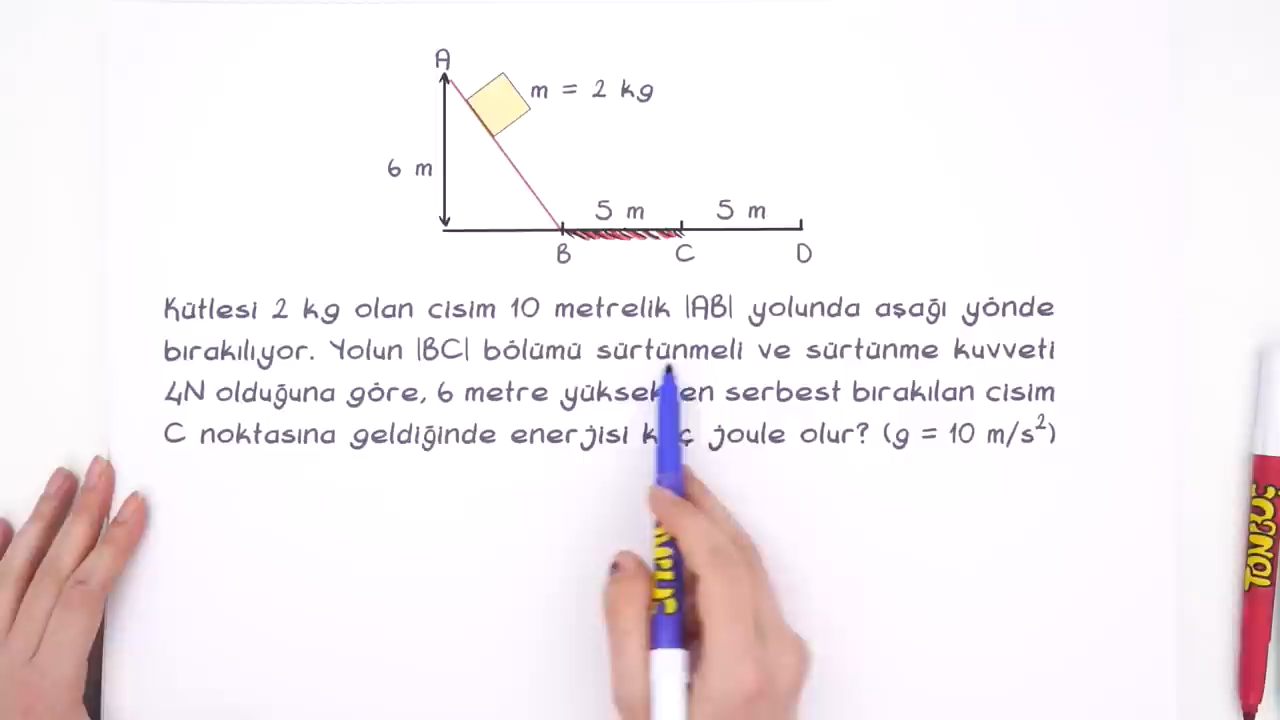 A
m = 2 kg
6 m
5 m
5 m
B
C
D
Kütlesi 2 kg olan cisim 10 metrelik |AB| yolunda aşağı yönde
bırakılıyor. Yolun |BC| bölümü sürtünmeli ve sürtünme kuvveti
4N olduğuna göre, 6 metre serbest bırakılan cisim
C noktasına geldiğinde enerjisi joule olur? (g = 10 m/s²)
TONGUÇ